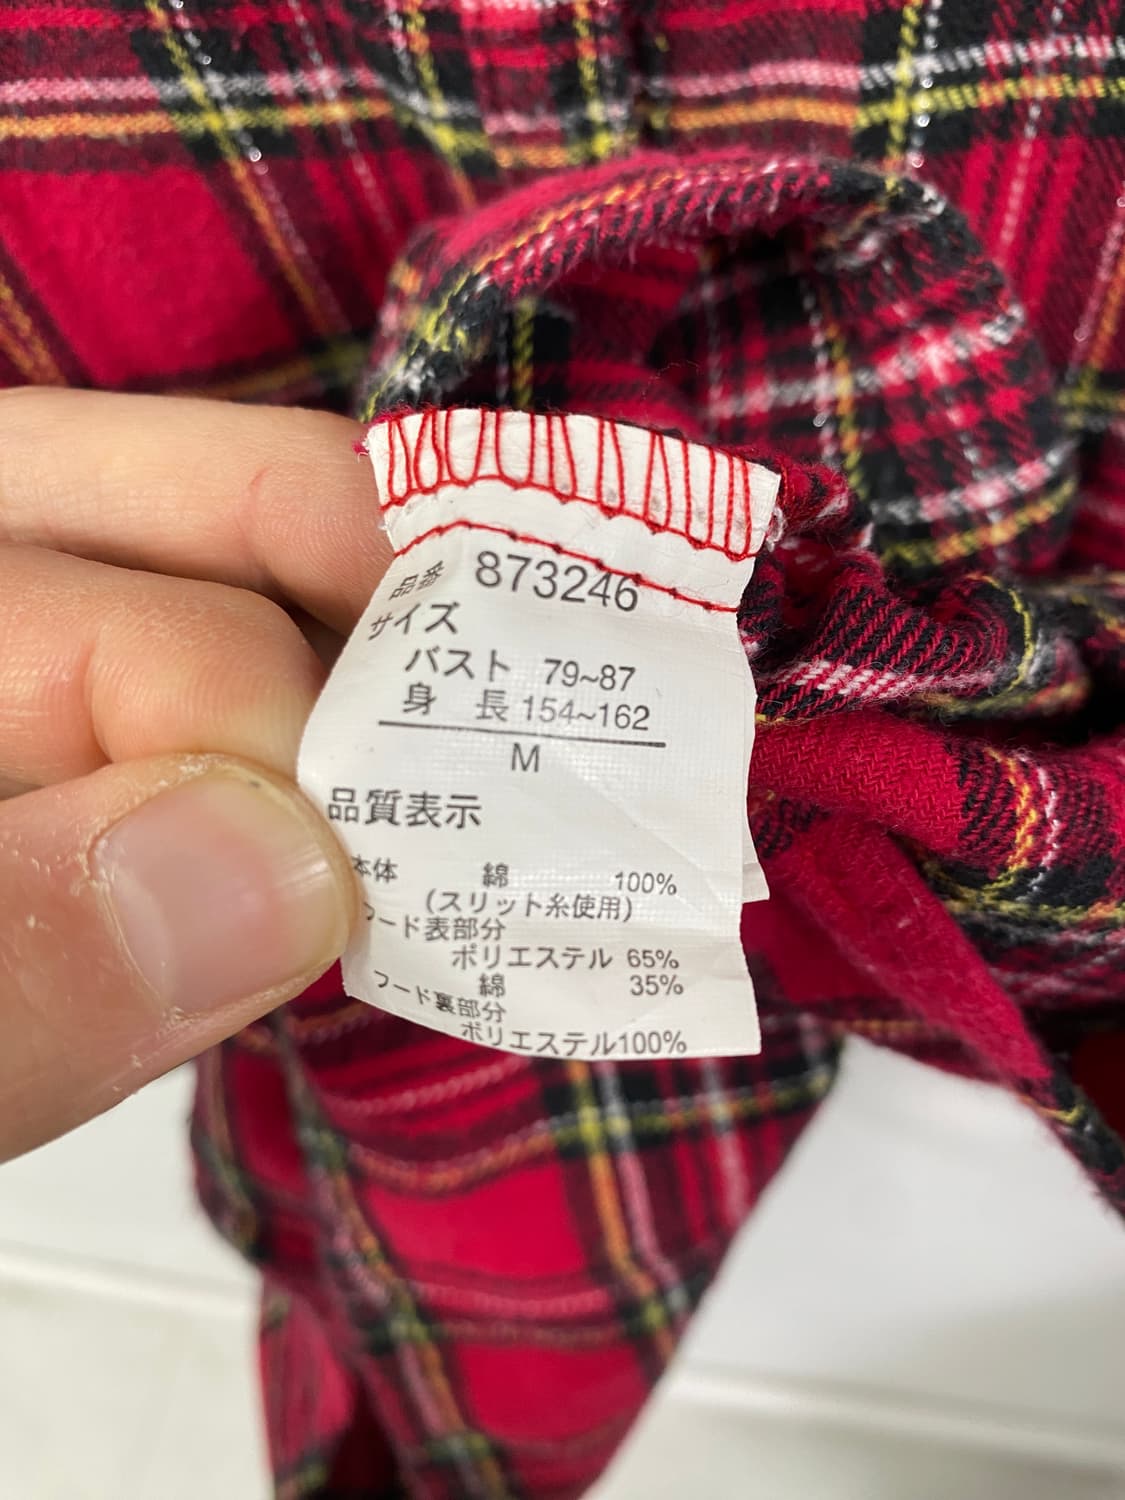 品番 873246
サイズ
バスト 79~87
身 長 154~162
M
品質表示
本体 綿 100%
(スリット糸使用)
フード表部分
ポリエステル 65%
綿 35%
フード裏部分
ポリエステル100%